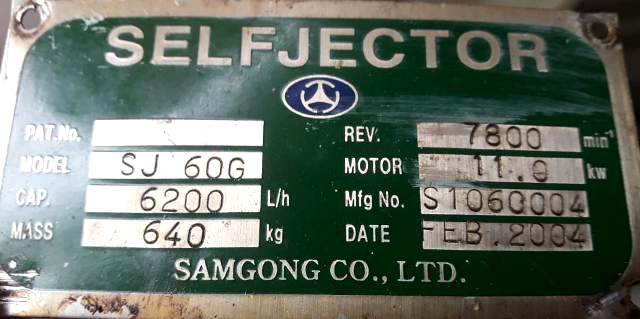 SELFJECTOR
PAT.No. REV. 7800 min⁻¹
MODEL SJ 60G MOTOR 11.0 kw
CAP. 6200 L/h Mfg No. S1060004
MASS 640 kg DATE FEB.2004
SAMGONG CO., LTD.